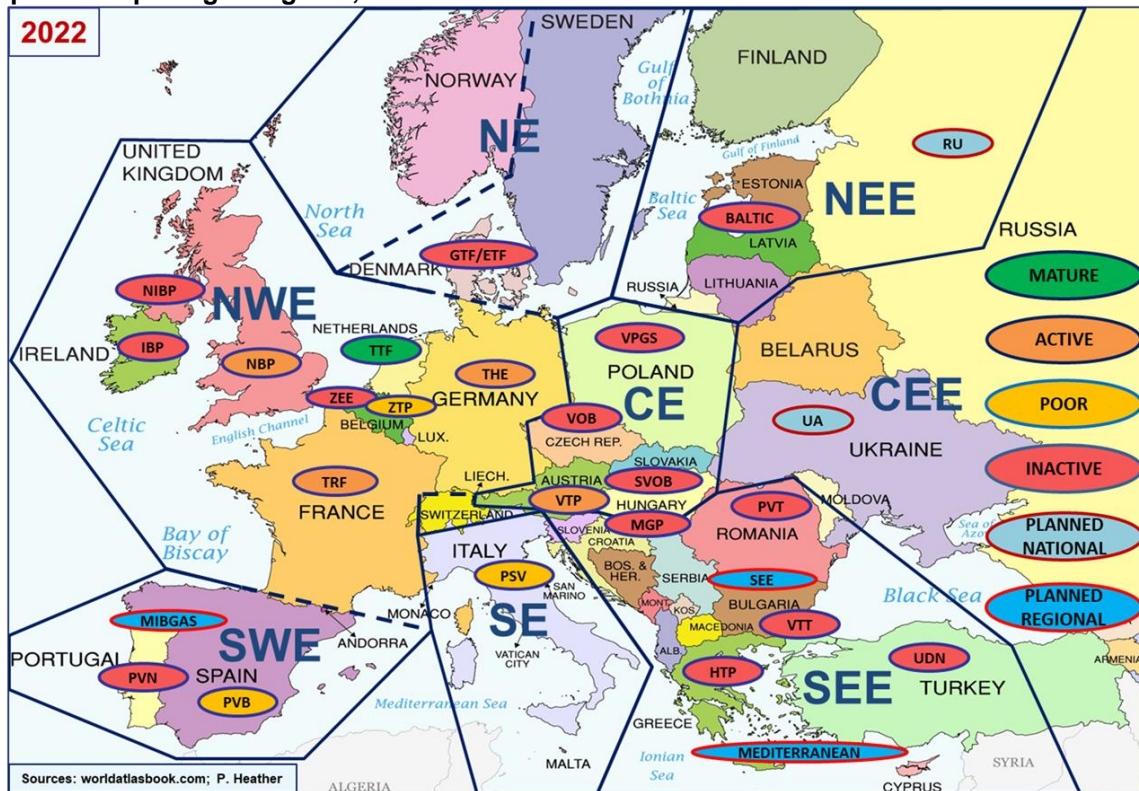 2022
SWEDEN
FINLAND
NORWAY
Gulf
of
Bothnia
NE
UNITED
KINGDOM
Gulf of Finland
RU
ESTONIA
North
Sea
Baltic
Sea
NEE
BALTIC
RUSSIA
LATVIA
GTF/ETF
DENMARK
MATURE
LITHUANIA
RUSSIA
NIBP
NWE
NETHERLANDS
VPGS
ACTIVE
IRELAND
IBP
TTF
BELARUS
NBP
THE
POLAND
GERMANY
CE
CEE
POOR
ZEE
ZTP
BELGIUM
VOB
UA
Celtic
Sea
English Channel
LUX.
CZECH REP.
UKRAINE
SLOVAKIA
INACTIVE
TRF
LIECH.
AUSTRIA
SVOB
FRANCE
VTP
HUNGARY
MOLDOVA
PVT
SWITZERLAND
MGP
ROMANIA
Sea of
Azo
PLANNED
NATIONAL
Bay of
Biscay
ITALY
SLOVENIA
CROATIA
PSV
BOS. &
HER.
SERBIA
SEE
SAN
MARINO
Black Sea
MONACO
MONT.
KOS.
BULGARIA
PLANNED
REGIONAL
MIBGAS
SWE
ANDORRA
SE
MACEDONIA
VTT
PORTUGAL
VATICAN
CITY
ALB.
UDN
ARMENIA
PVN
SPAIN
HTP
SEE
TURKEY
PVB
Mediterranean Sea
GREECE
Ionian
Sea
MEDITERRANEAN
MALTA
SYRIA
Sources: worldatlasbook.com; P. Heather
ALGERIA
CYPRUS